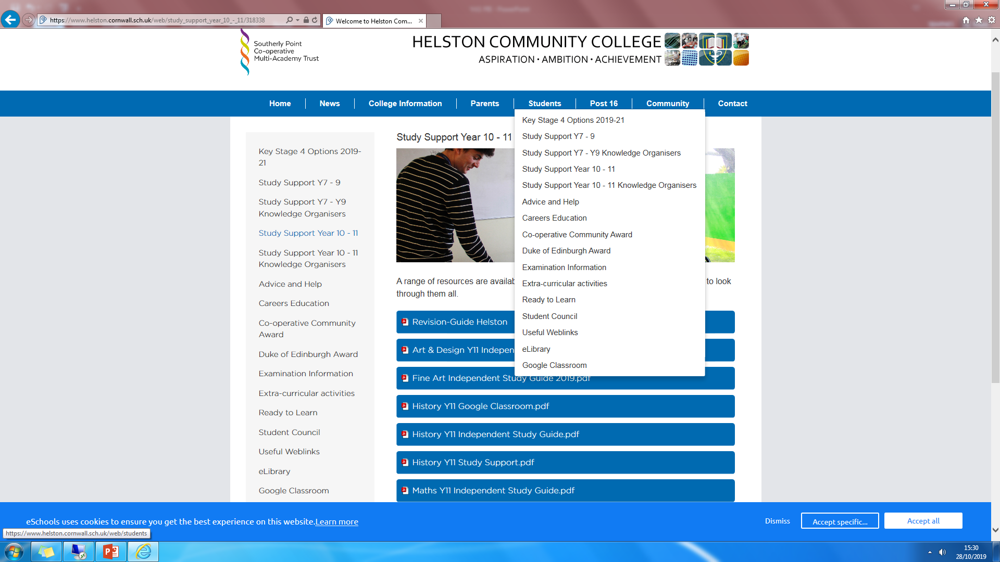 https://www.helston.cornwall.sch.uk/web/study_support_year_10_-_11/318338
Welcome to Helston Com...
Southerly Point
Co-operative
Multi-Academy Trust
HELSTON COMMUNITY COLLEGE
ASPIRATION • AMBITION • ACHIEVEMENT
Home
News
College Information
Parents
Students
Post 16
Community
Contact
Key Stage 4 Options 2019-21
Study Support Y7 - 9
Study Support Y7 - Y9 Knowledge Organisers
Study Support Year 10 - 11
Study Support Year 10 - 11 Knowledge Organisers
Advice and Help
Careers Education
Co-operative Community Award
Duke of Edinburgh Award
Examination Information
Extra-curricular activities
Ready to Learn
Student Council
Useful Weblinks
eLibrary
Google Classroom
Key Stage 4 Options 2019-
21
Study Support Y7 - 9
Study Support Y7 - Y9
Knowledge Organisers
Study Support Year 10 - 11
Study Support Year 10 - 11
Knowledge Organisers
Advice and Help
Careers Education
Co-operative Community
Award
Duke of Edinburgh Award
Examination Information
Extra-curricular activities
Ready to Learn
Student Council
Useful Weblinks
eLibrary
Google Classroom
Study Support Year 10 - 11
A range of resources are to look
through them all.
Revision-Guide Helston
Art & Design Y11
Fine Art Independent Study Guide 2019.pdf
History Y11 Google Classroom.pdf
History Y11 Independent Study Guide.pdf
History Y11 Study Support.pdf
Maths Y11 Independent Study Guide.pdf
eSchools uses cookies to ensure you get the best experience on this website.Learn more
Dismiss
Accept specific...
Accept all
https://www.helston.cornwall.sch.uk/web/students
15:30
28/10/2019